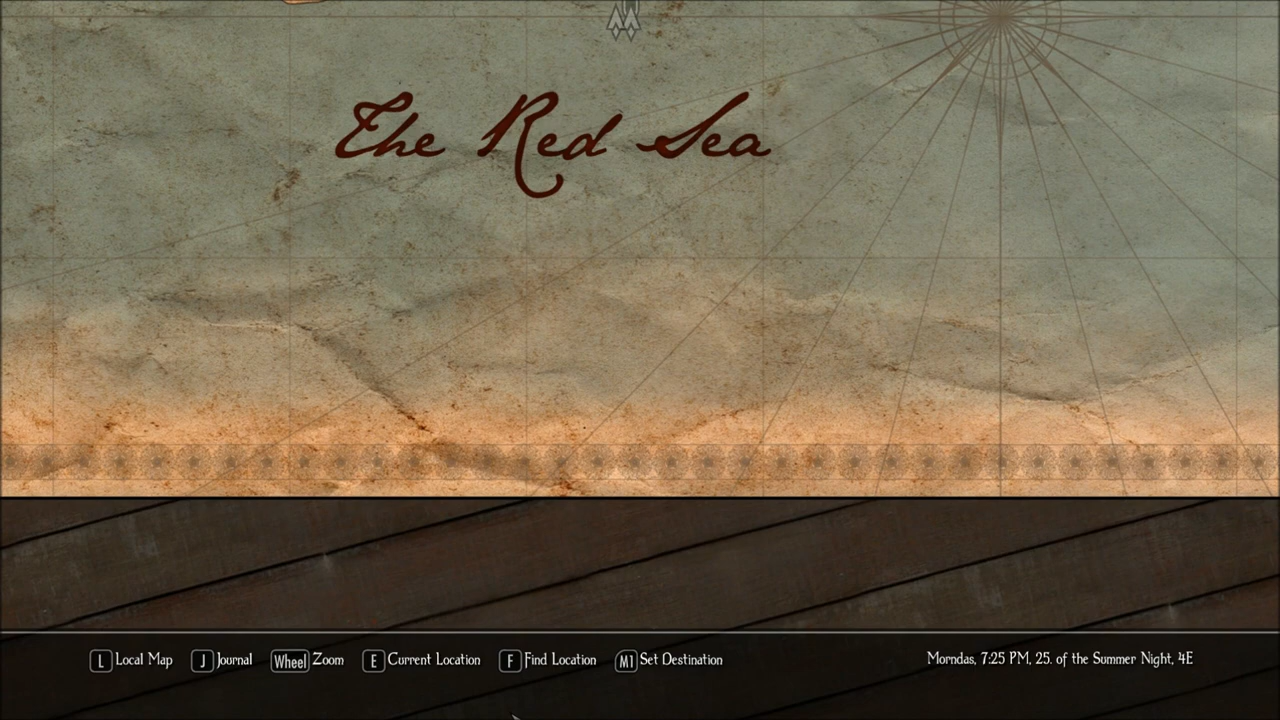 The Red Sea
L Local Map J Journal Wheel Zoom E Current Location F Find Location M1 Set Destination Morndas, 7:25 PM, 25. of the Summer Night, 4E